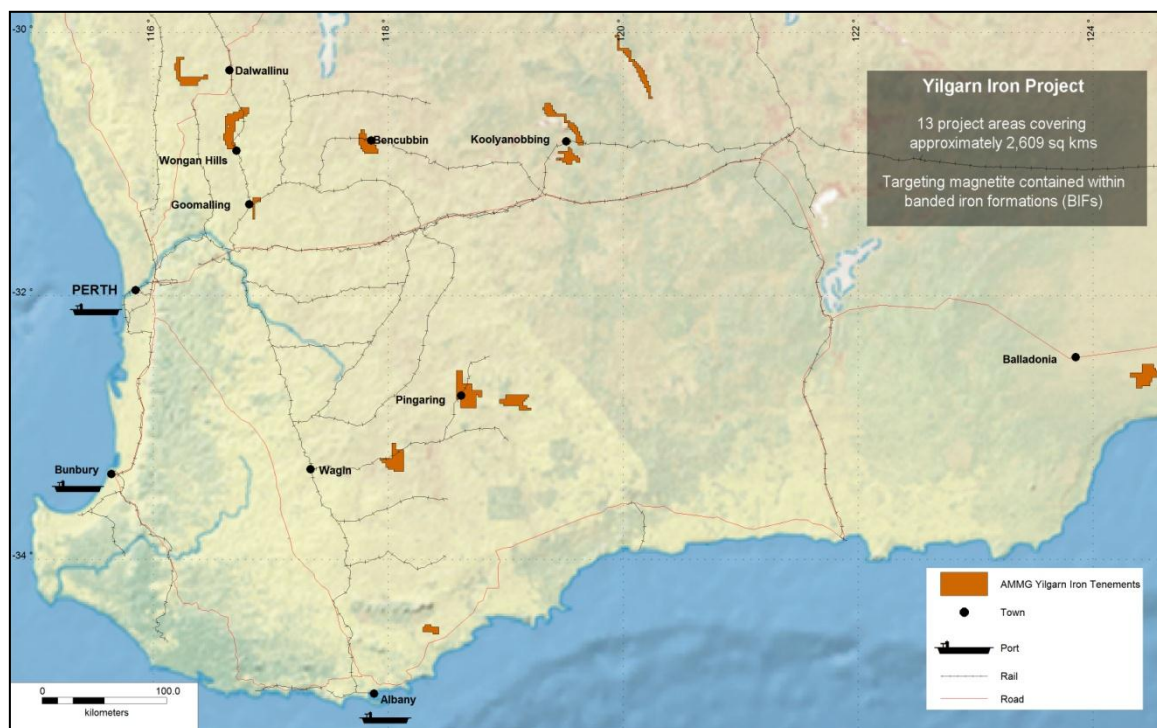 116 °
118 °
120 °
122 °
124 °
-30 °
Dalwallinu
Yilgarn Iron Project
13 project areas covering
approximately 2,609 sq kms
Targeting magnetite contained within
banded iron formations (BIFs)
Bencubbin
Koolyanobbing
Wongan Hills
Goomalling
PERTH
-32 °
Balladonia
Pingaring
Bunbury
Wagin
-34 °
AMMG Yilgarn Iron Tenements
Town
Port
Rail
Road
0
100.0
kilometers
Albany